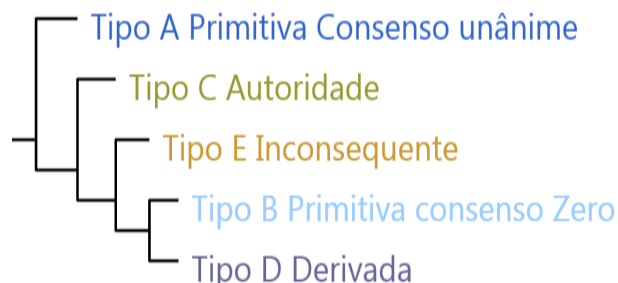 Tipo A Primitiva Consenso unânime
Tipo C Autoridade
Tipo E Inconsequente
Tipo B Primitiva consenso Zero
Tipo D Derivada